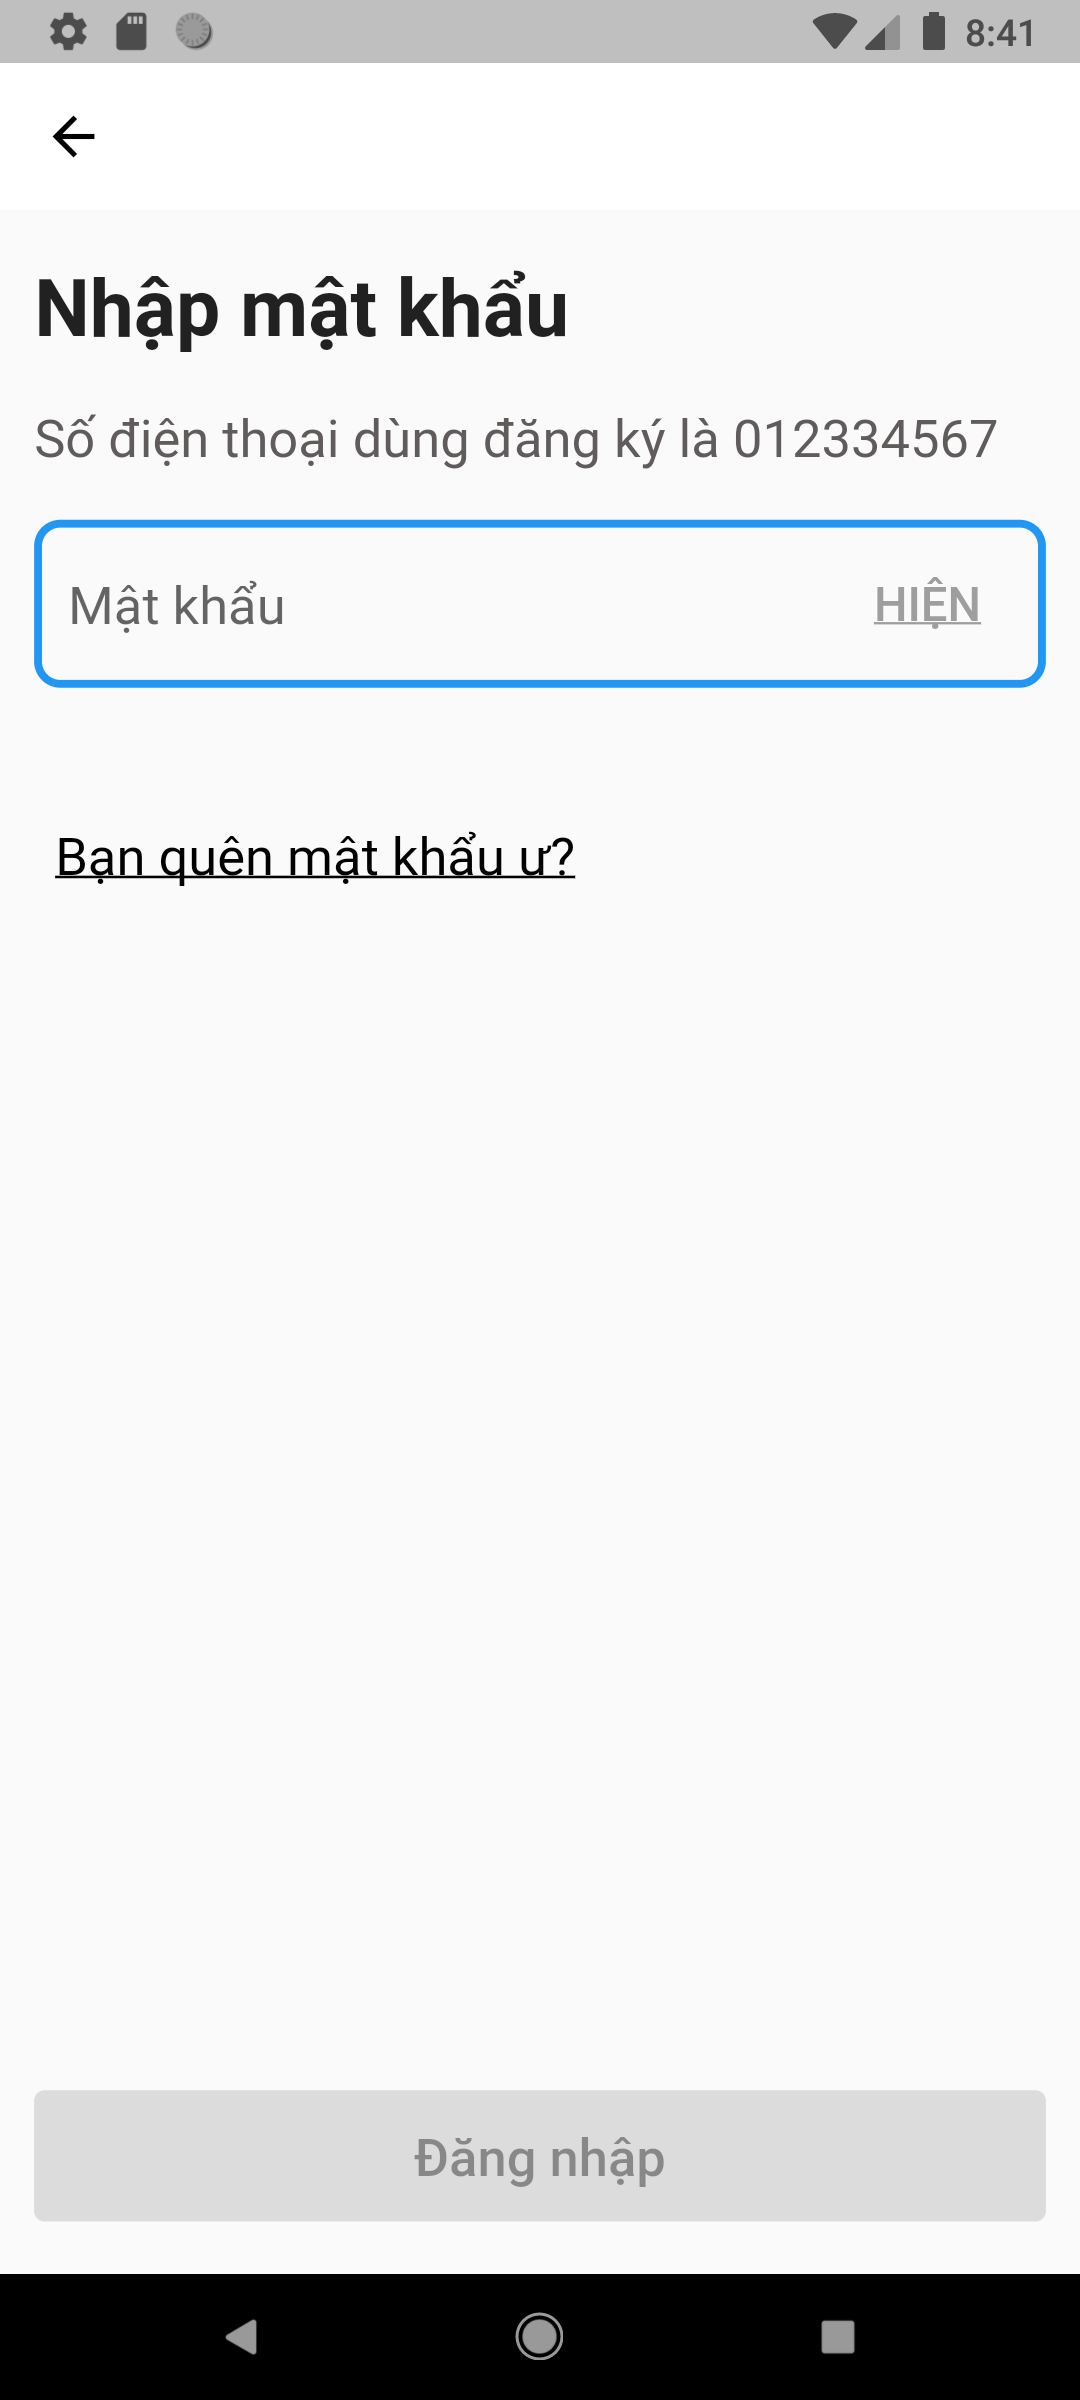 8:41
Nhập mật khẩu
Số điện thoại dùng đăng ký là 012334567
Mật khẩu HIỆN
Bạn quên mật khẩu ư?
Đăng nhập